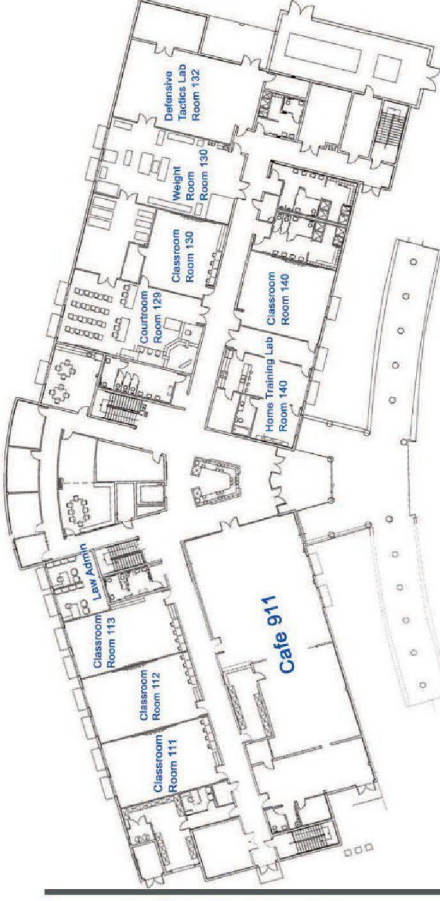 Classroom
Room 111
Classroom
Room 112
Classroom
Room 113
Law Admin
Cafe 911
Courtroom
Room 129
Classroom
Room 130
Weight
Room
Room 130
Defensive
Tactics Lab
Room 132
Home Training Lab
Room 140
Classroom
Room 140